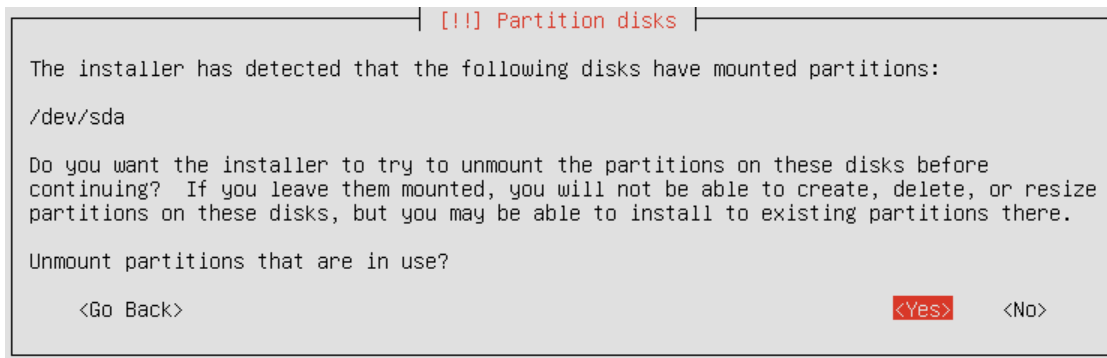 [!!] Partition disks
The installer has detected that the following disks have mounted partitions:
/dev/sda
Do you want the installer to try to unmount the partitions on these disks before
continuing?  If you leave them mounted, you will not be able to create, delete, or resize
partitions on these disks, but you may be able to install to existing partitions there.
Unmount partitions that are in use?
<Go Back> <Yes> <No>